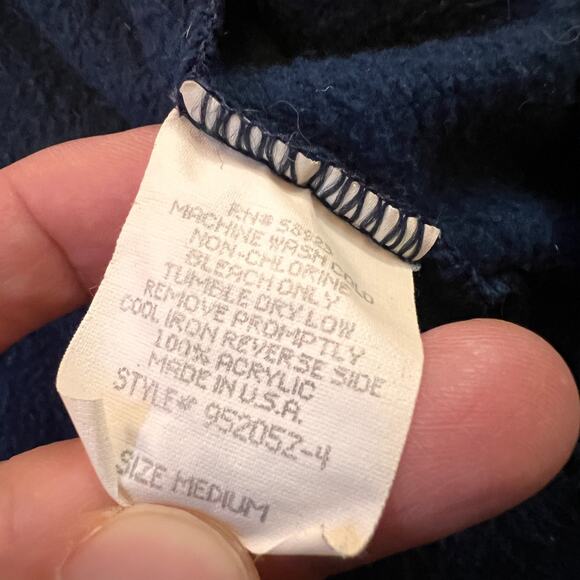 RN#
MACHINE WASH COLD
NON-CHLORINE
BLEACH ONLY
TUMBLE DRY LOW
REMOVE PROMPTLY
COOL IRON REVERSE SIDE
100% ACRYLIC
MADE IN U.S.A.
STYLE# 952052-4
SIZE MEDIUM